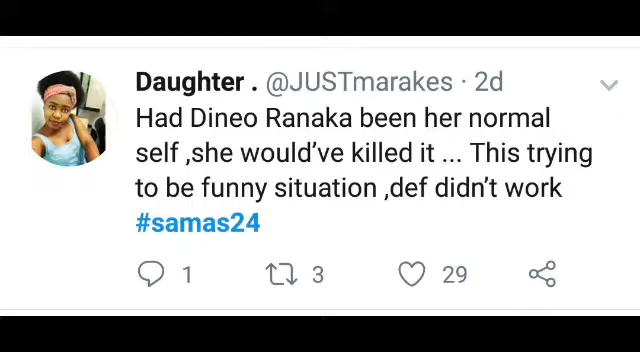 Daughter . @JUSTmarakes · 2d
Had Dineo Ranaka been her normal
self ,she would’ve killed it ... This trying
to be funny situation ,def didn’t work
#samas24
1 3 29